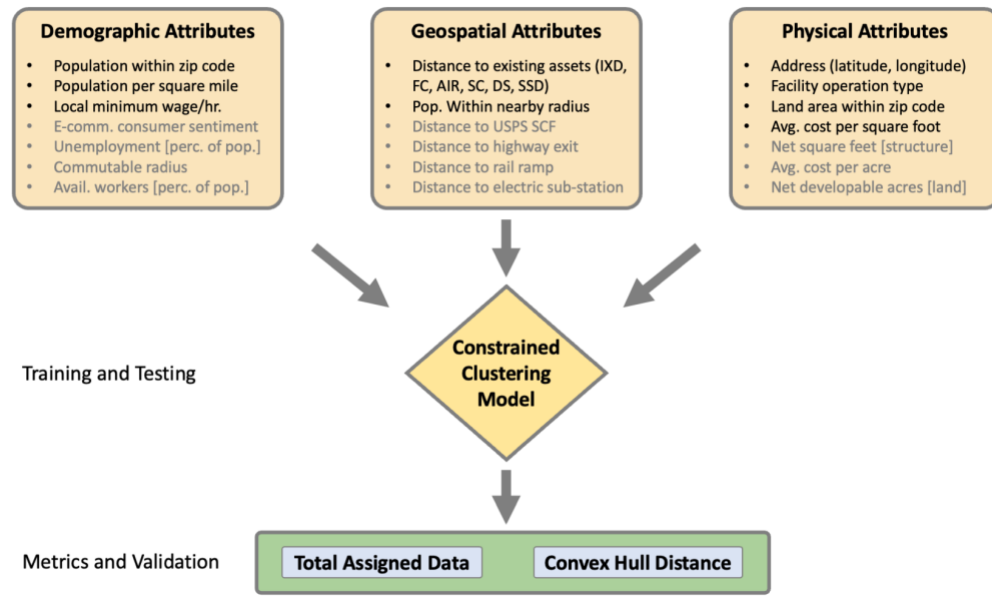 Demographic Attributes
• Population within zip code
• Population per square mile
• Local minimum wage/hr.
• E-comm. consumer sentiment
• Unemployment [perc. of pop.]
• Commutable radius
• Avail. workers [perc. of pop.]
Geospatial Attributes
• Distance to existing assets (IXD,
FC, AIR, SC, DS, SSD)
• Pop. Within nearby radius
• Distance to USPS SCF
• Distance to highway exit
• Distance to rail ramp
• Distance to electric sub-station
Physical Attributes
• Address (latitude, longitude)
• Facility operation type
• Land area within zip code
• Avg. cost per square foot
• Net square feet [structure]
• Avg. cost per acre
• Net developable acres [land]
Training and Testing
Constrained
Clustering
Model
Metrics and Validation
Total Assigned Data
Convex Hull Distance